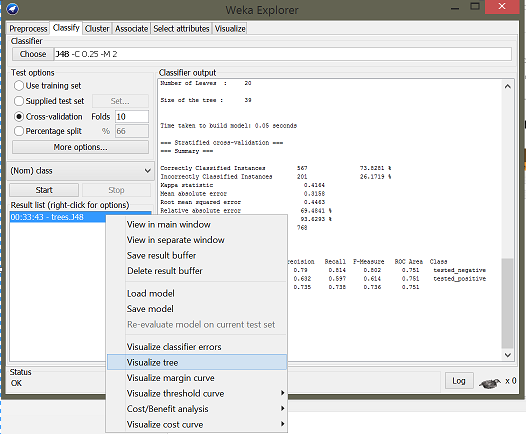 Weka Explorer
Preprocess Classify Cluster Associate Select attributes Visualize
Classifier
Choose J48 -C 0.25 -M 2
Test options
Use training set
Supplied test set Set...
Cross-validation Folds 10
Percentage split % 66
More options...
(Nom) class
Start Stop
Result list (right-click for options)
00:33:43 - trees.J48
Classifier output
Number of Leaves : 20
Size of the tree : 39
Time taken to build model: 0.05 seconds
=== Stratified cross-validation ===
=== Summary ===
Correctly Classified Instances 567 73.8281 %
Incorrectly Classified Instances 201 26.1719 %
Kappa statistic 0.4164
Mean absolute error 0.3158
Root mean squared error 0.4463
Relative absolute error 69.4841 %
93.6293 %
768
recision Recall F-Measure ROC Area Class
0.79 0.814 0.802 0.751 tested_negative
0.632 0.597 0.614 0.751 tested_positive
0.735 0.738 0.736 0.751
View in main window
View in separate window
Save result buffer
Delete result buffer
Load model
Save model
Re-evaluate model on current test set
Visualize classifier errors
Visualize tree
Visualize margin curve
Visualize threshold curve
Cost/Benefit analysis
Visualize cost curve
Status
OK
Log x 0